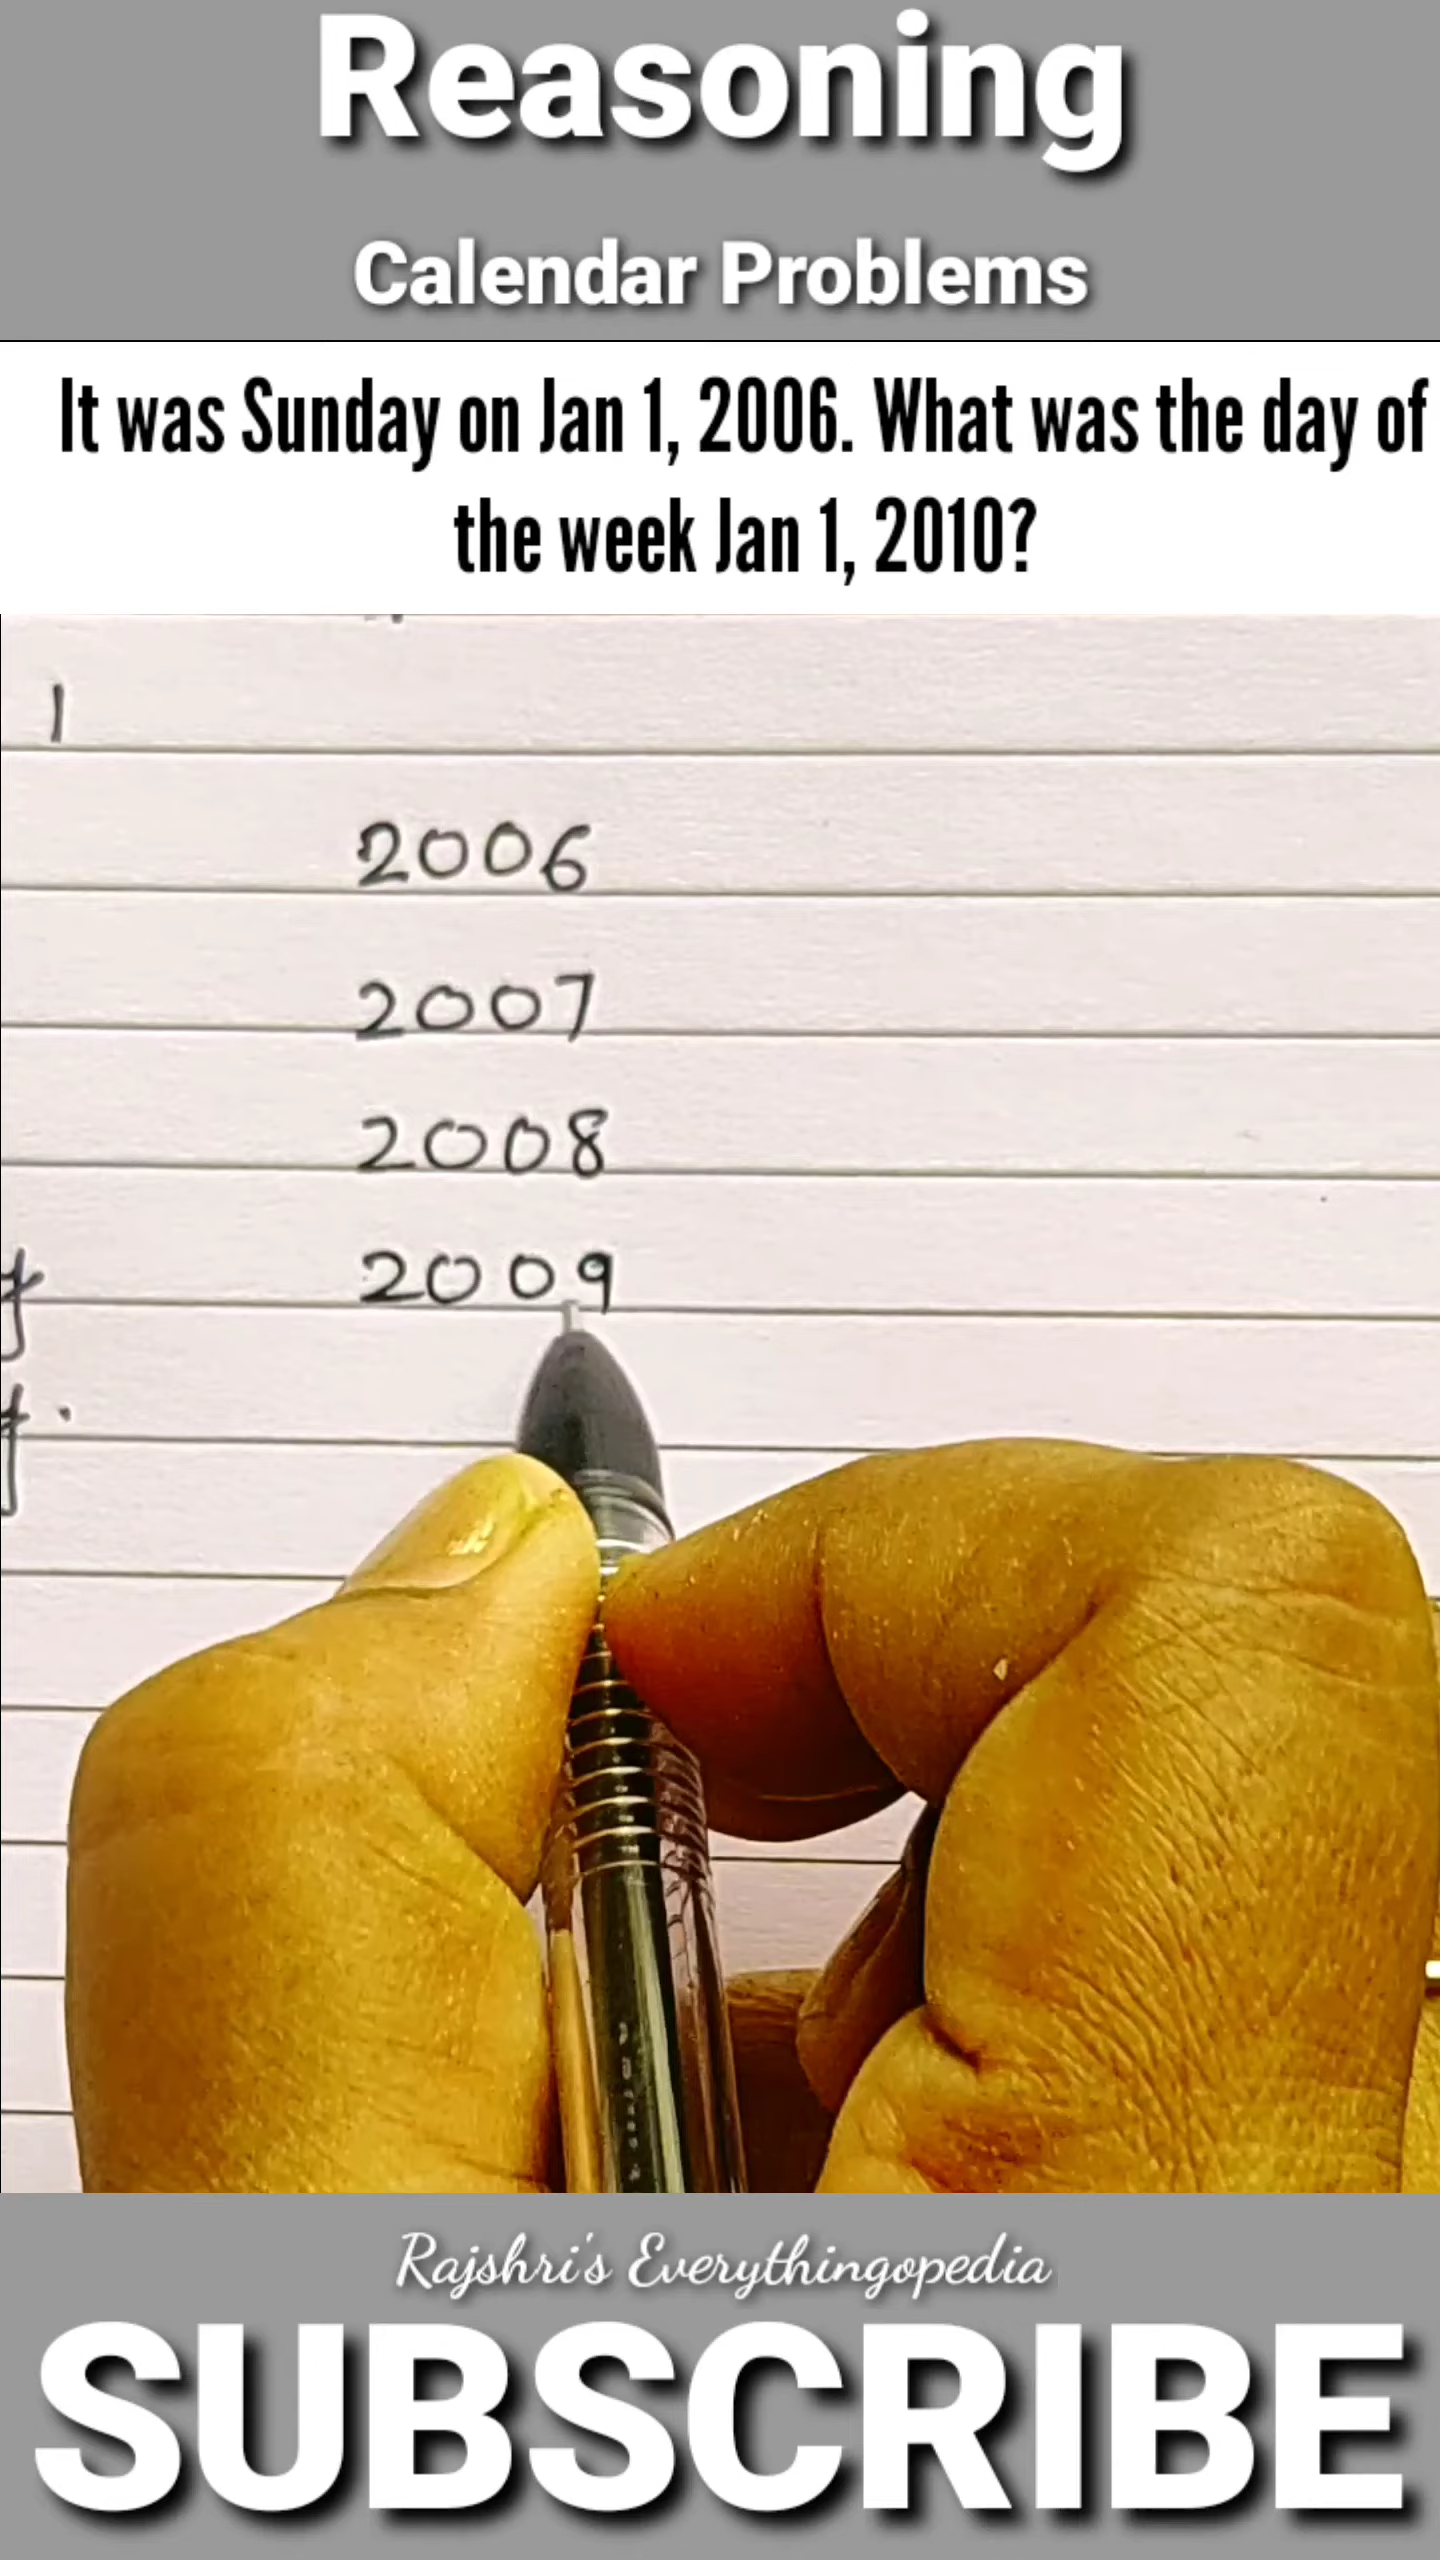 Reasoning
Calendar Problems
It was Sunday on Jan 1, 2006. What was the day of
the week Jan 1, 2010?
1
2006
2007
2008
2009
Rajshri's Everythingopedia
SUBSCRIBE